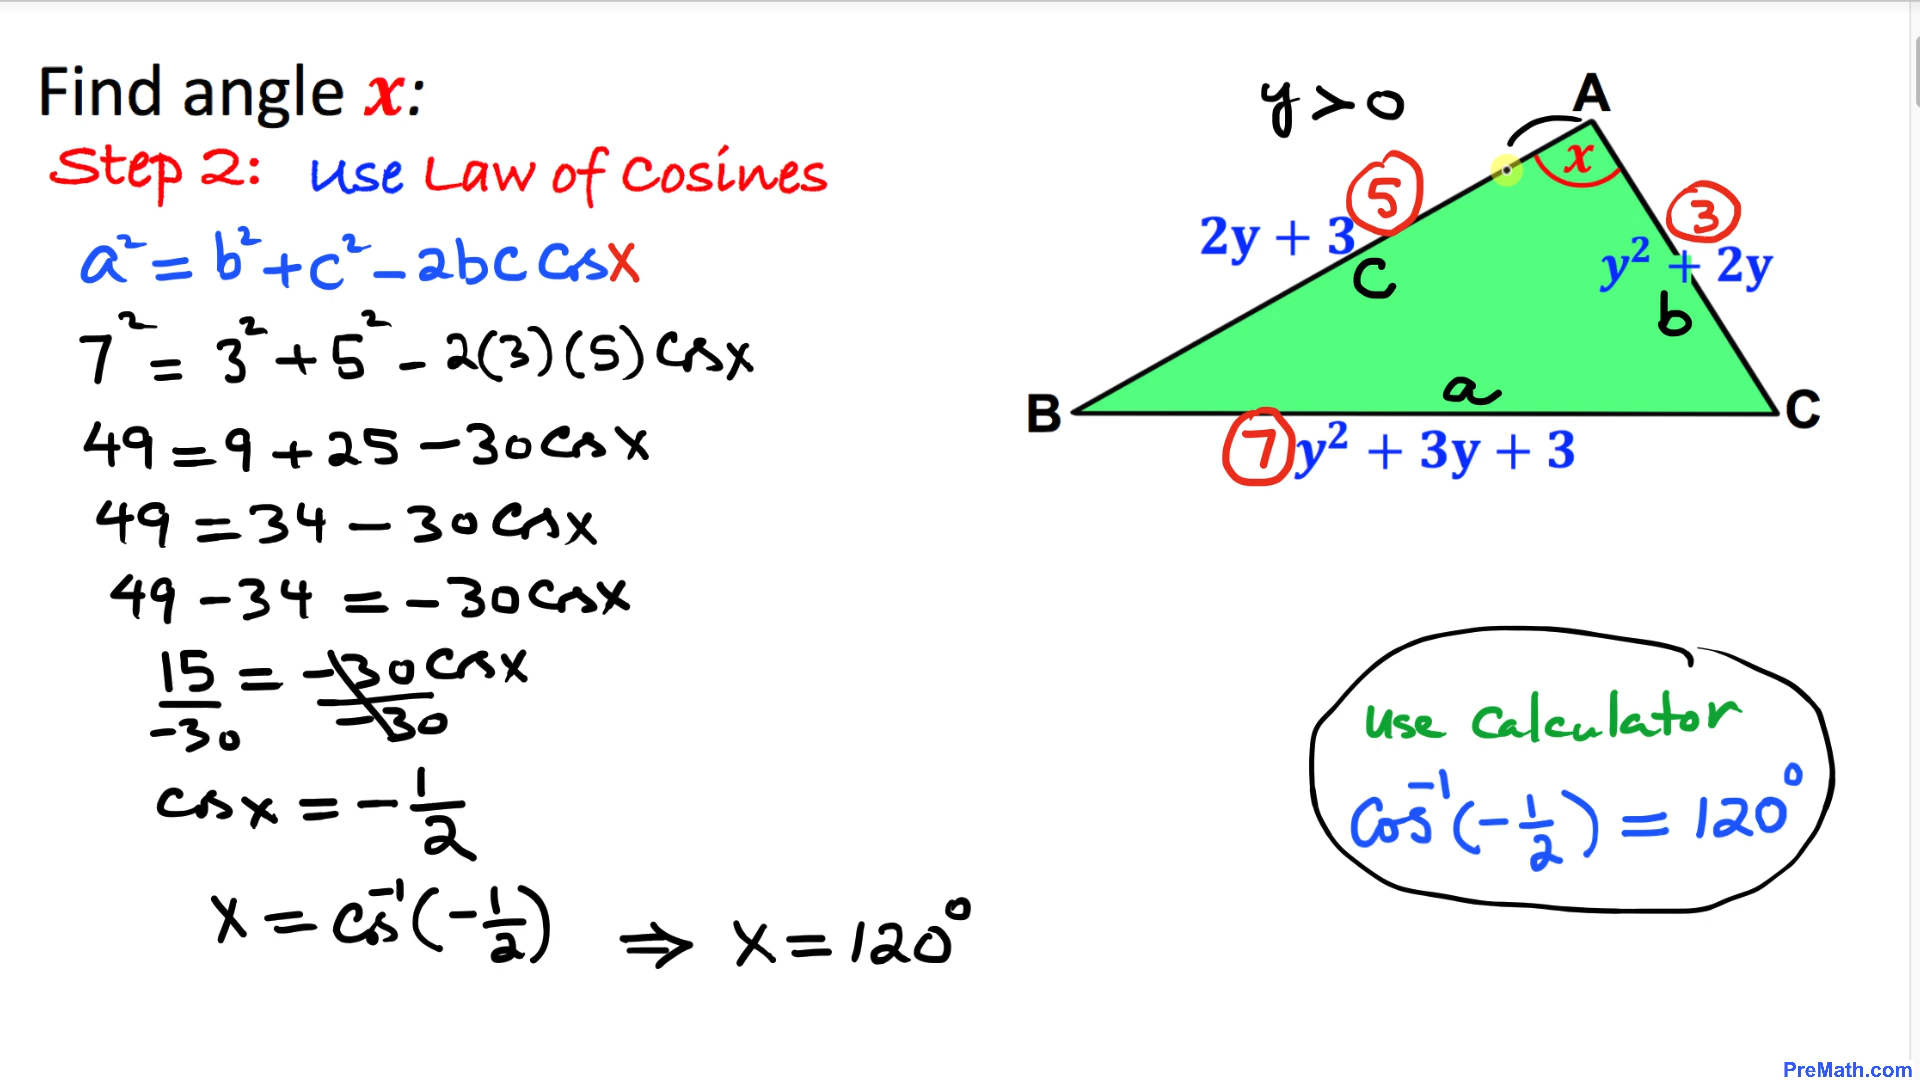 Find angle x:
Step 2: Use Law of Cosines
a² = b² + c² - 2bc cos x
7² = 3² + 5² - 2(3)(5) cos x
49 = 9 + 25 - 30 cos x
49 = 34 - 30 cos x
49 - 34 = -30 cos x
15/-30 = -30 cos x/-30
cos x = -1/2
x = cos⁻¹(-1/2) ⇒ x = 120°
y > 0
A
x
5
3
2y + 3
y² + 2y
c
b
a
B
C
7
y² + 3y + 3
use calculator
cos⁻¹(-1/2) = 120°
PreMath.com